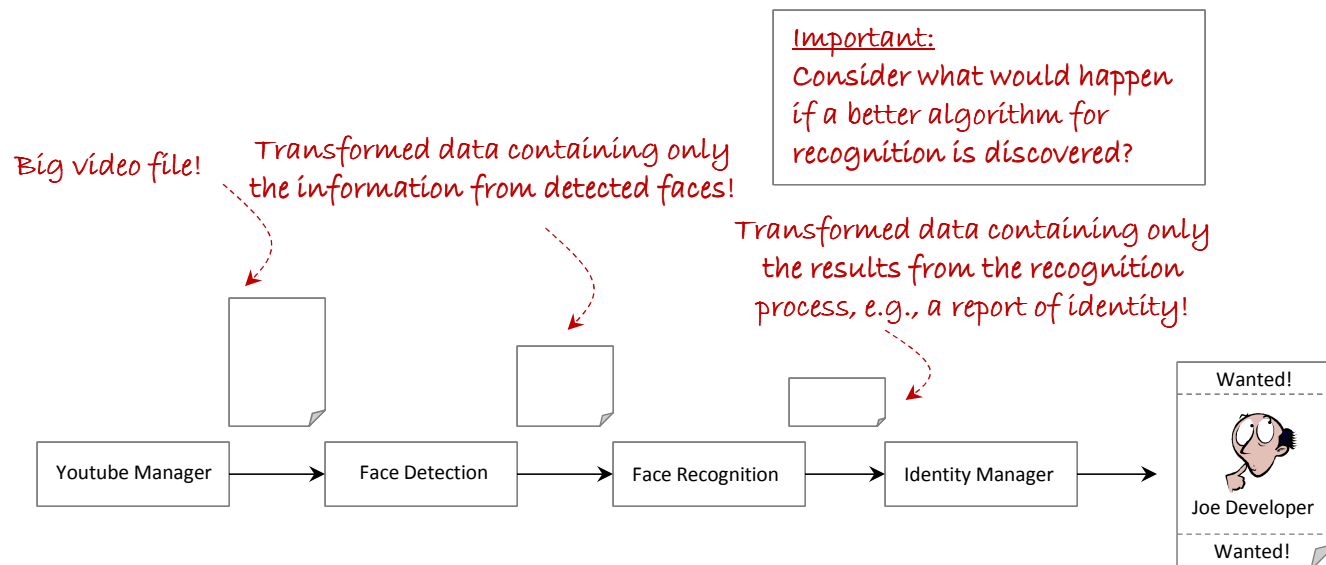 Important:
Consider what would happen
if a better algorithm for
recognition is discovered?
Big video file!
Transformed data containing only
the information from detected faces!
Transformed data containing only
the results from the recognition
process, e.g., a report of identity!
Youtube Manager
Face Detection
Face Recognition
Identity Manager
Wanted!
Joe Developer
Wanted!